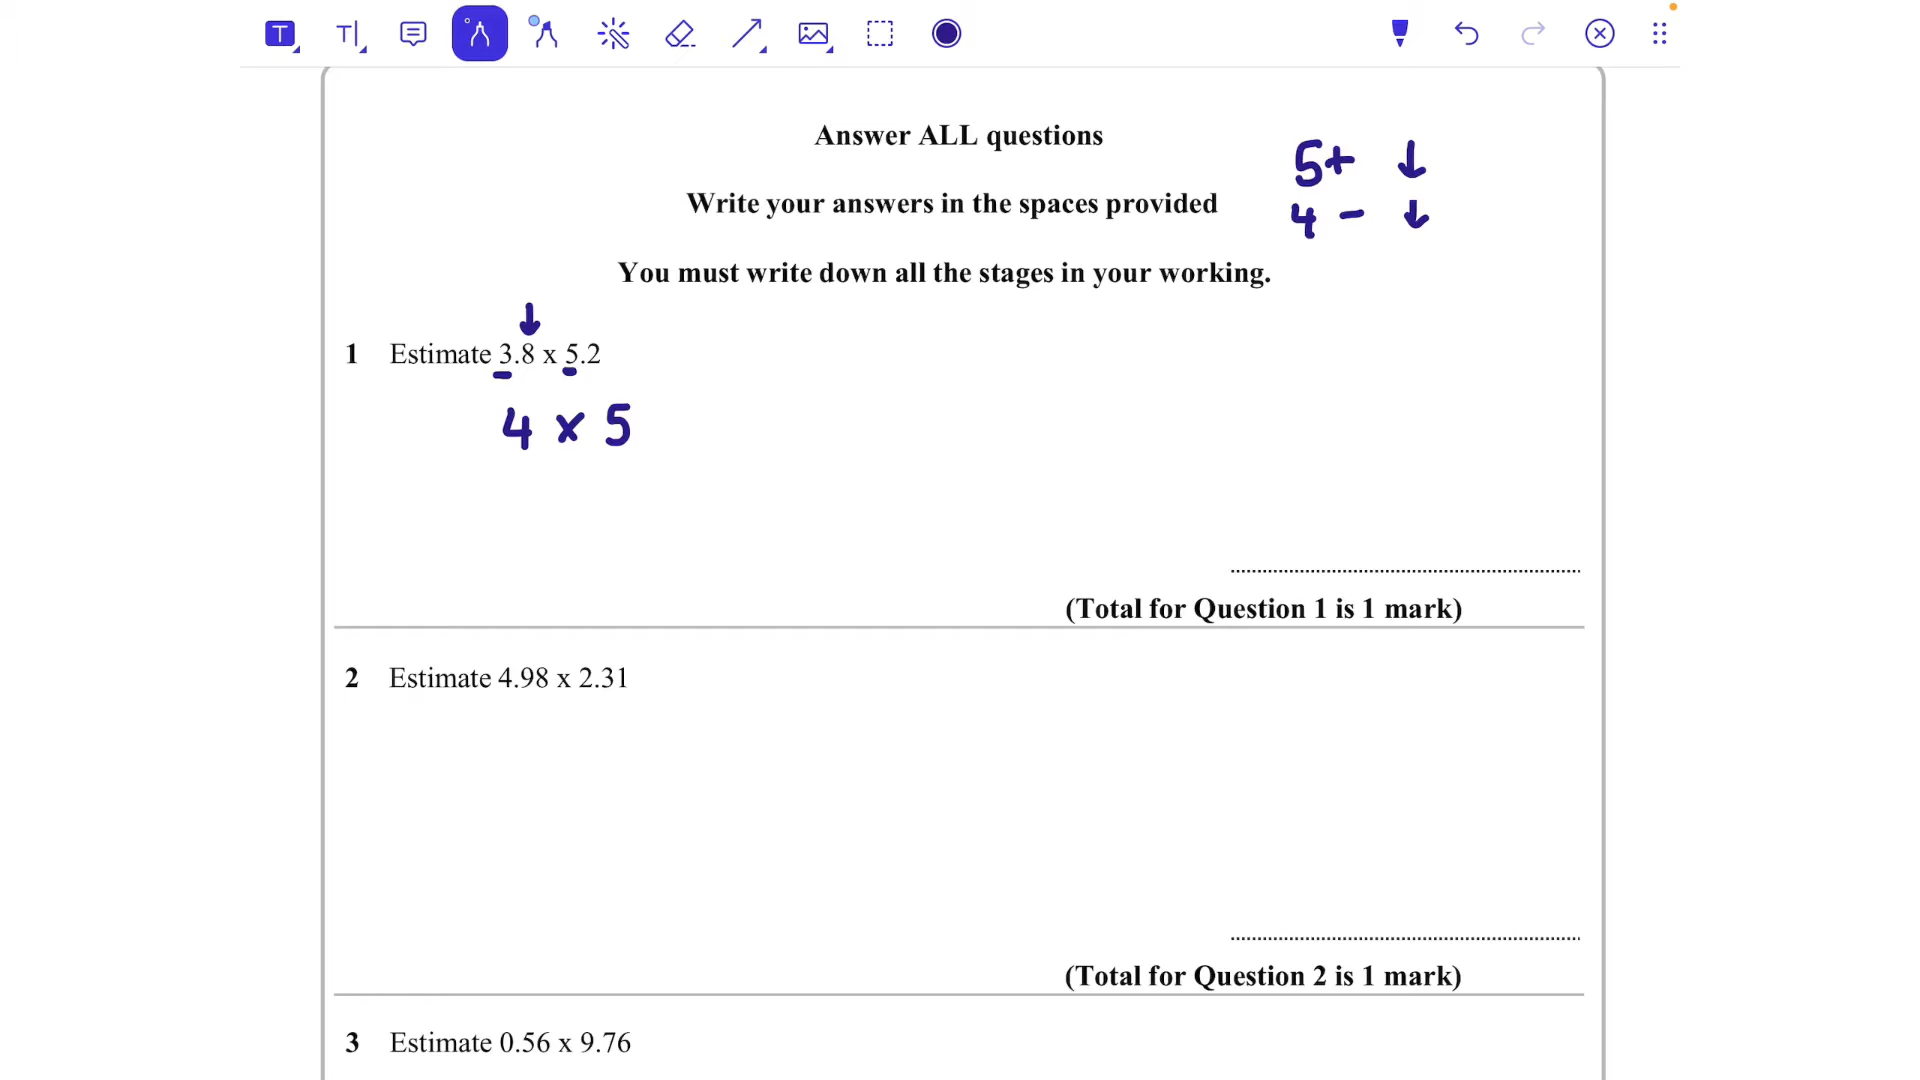 Answer ALL questions
5+ ↓
Write your answers in the spaces provided
4 - ↓
You must write down all the stages in your working.
↓
1 Estimate 3.8 x 5.2
4 x 5
(Total for Question 1 is 1 mark)
2 Estimate 4.98 x 2.31
(Total for Question 2 is 1 mark)
3 Estimate 0.56 x 9.76